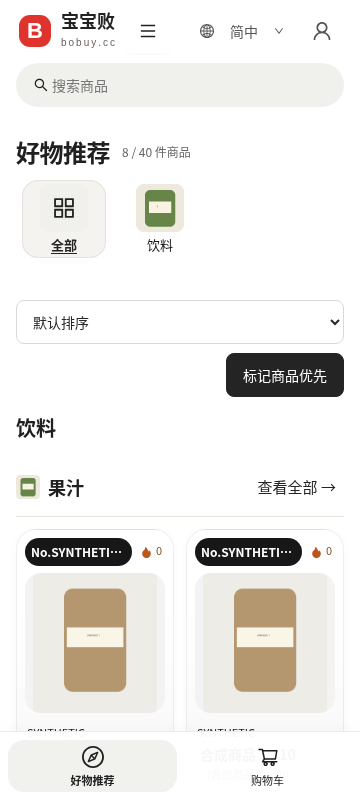 B 宝宝败
bobuy.cc
简中
搜索商品
好物推荐 8 / 40 件商品
全部 饮料
默认排序
标记商品优先
饮料
果汁 查看全部 →
No.SYNTHETI… 0 No.SYNTHETI… 0
SYNTHETIC SYNTHETIC
好物推荐 购物车